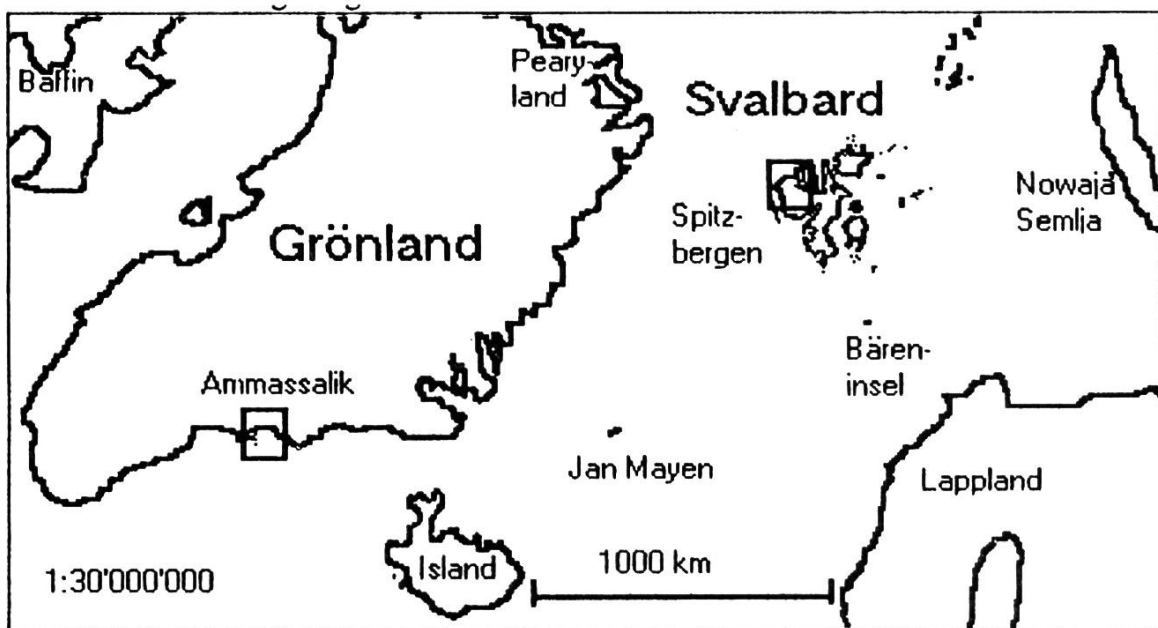 Baffin
Peary-
land
Svalbard
Nowaja
Semlja
Spitz-
bergen
Grönland
Bären-
insel
Ammassalik
Jan Mayen
Lappland
Island
1000 km
1:30'000'000